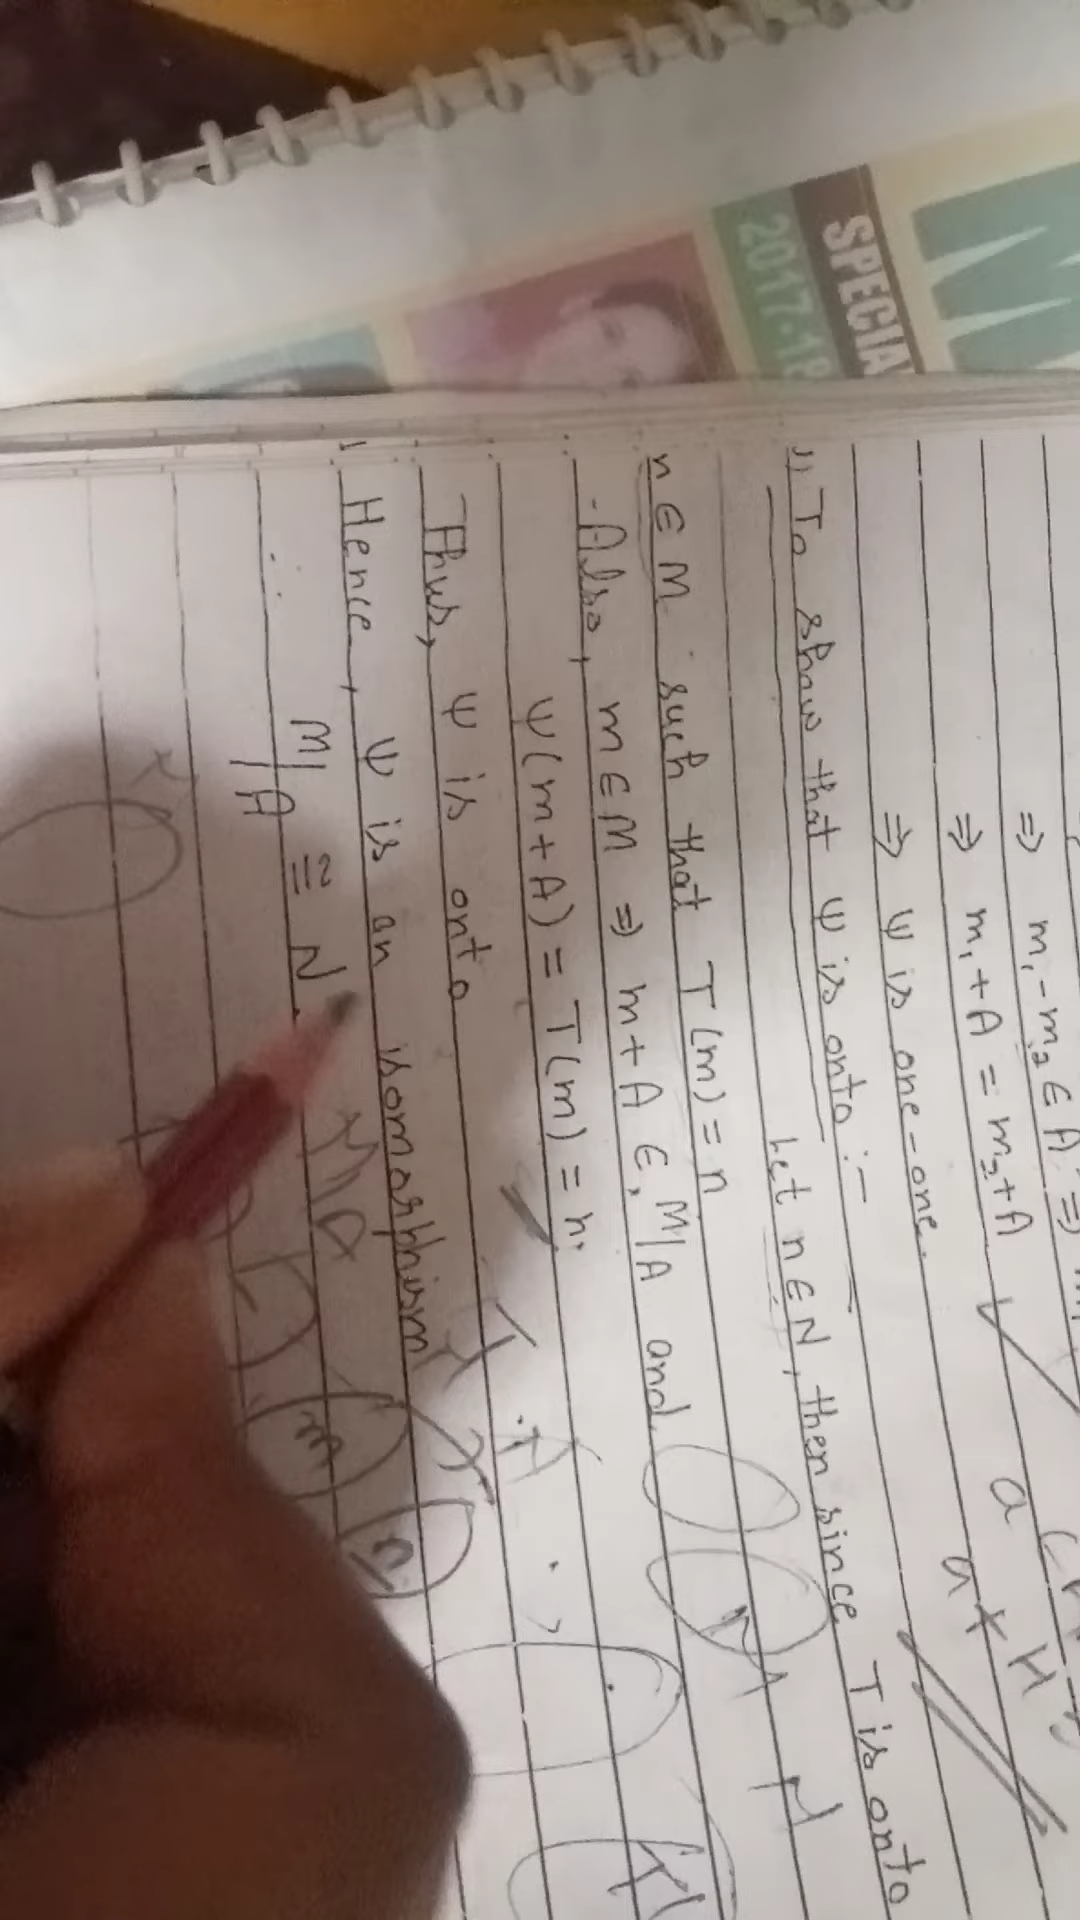 SPECIA
2017-18
⇒ m₁-m₂ ∈ A ⇒
⇒ m₁+A = m₂+A
⇒ ψ is one-one.
a
a+H
ii) To show that ψ is onto :-
Let n ∈ N, then since T is onto
n ∈ M such that T(m) = n
Also, m ∈ M ⇒ m+A ∈ M/A and
ψ(m+A) = T(m) = n.
Thus, ψ is onto
Hence, ψ is an isomorphism
∴ M/A ≅ N